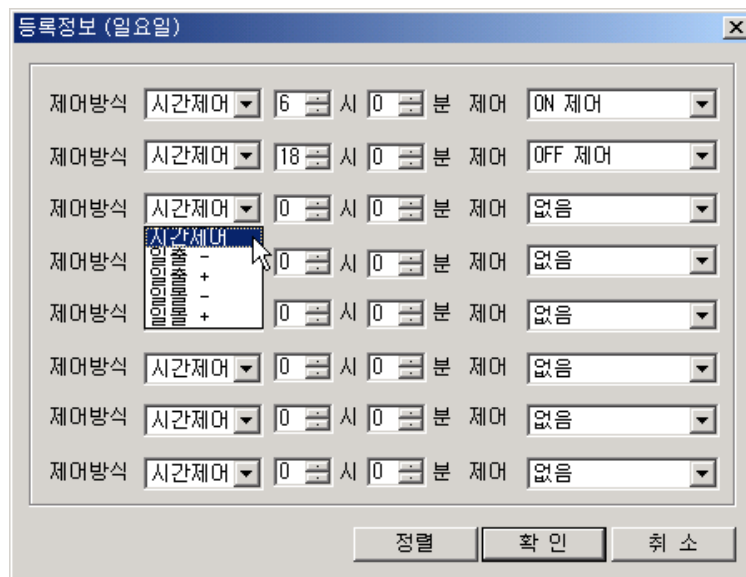 등록정보 (일요일)
제어방식 시간제어 6 시 0 분 제어 ON 제어
제어방식 시간제어 18 시 0 분 제어 OFF 제어
제어방식 시간제어 0 시 0 분 제어 없음
시간제어
제어방식 일출 - 0 시 0 분 제어 없음
일출 +
일몰 -
제어방식 일몰 + 0 시 0 분 제어 없음
제어방식 시간제어 0 시 0 분 제어 없음
제어방식 시간제어 0 시 0 분 제어 없음
제어방식 시간제어 0 시 0 분 제어 없음
정렬 확 인 취 소